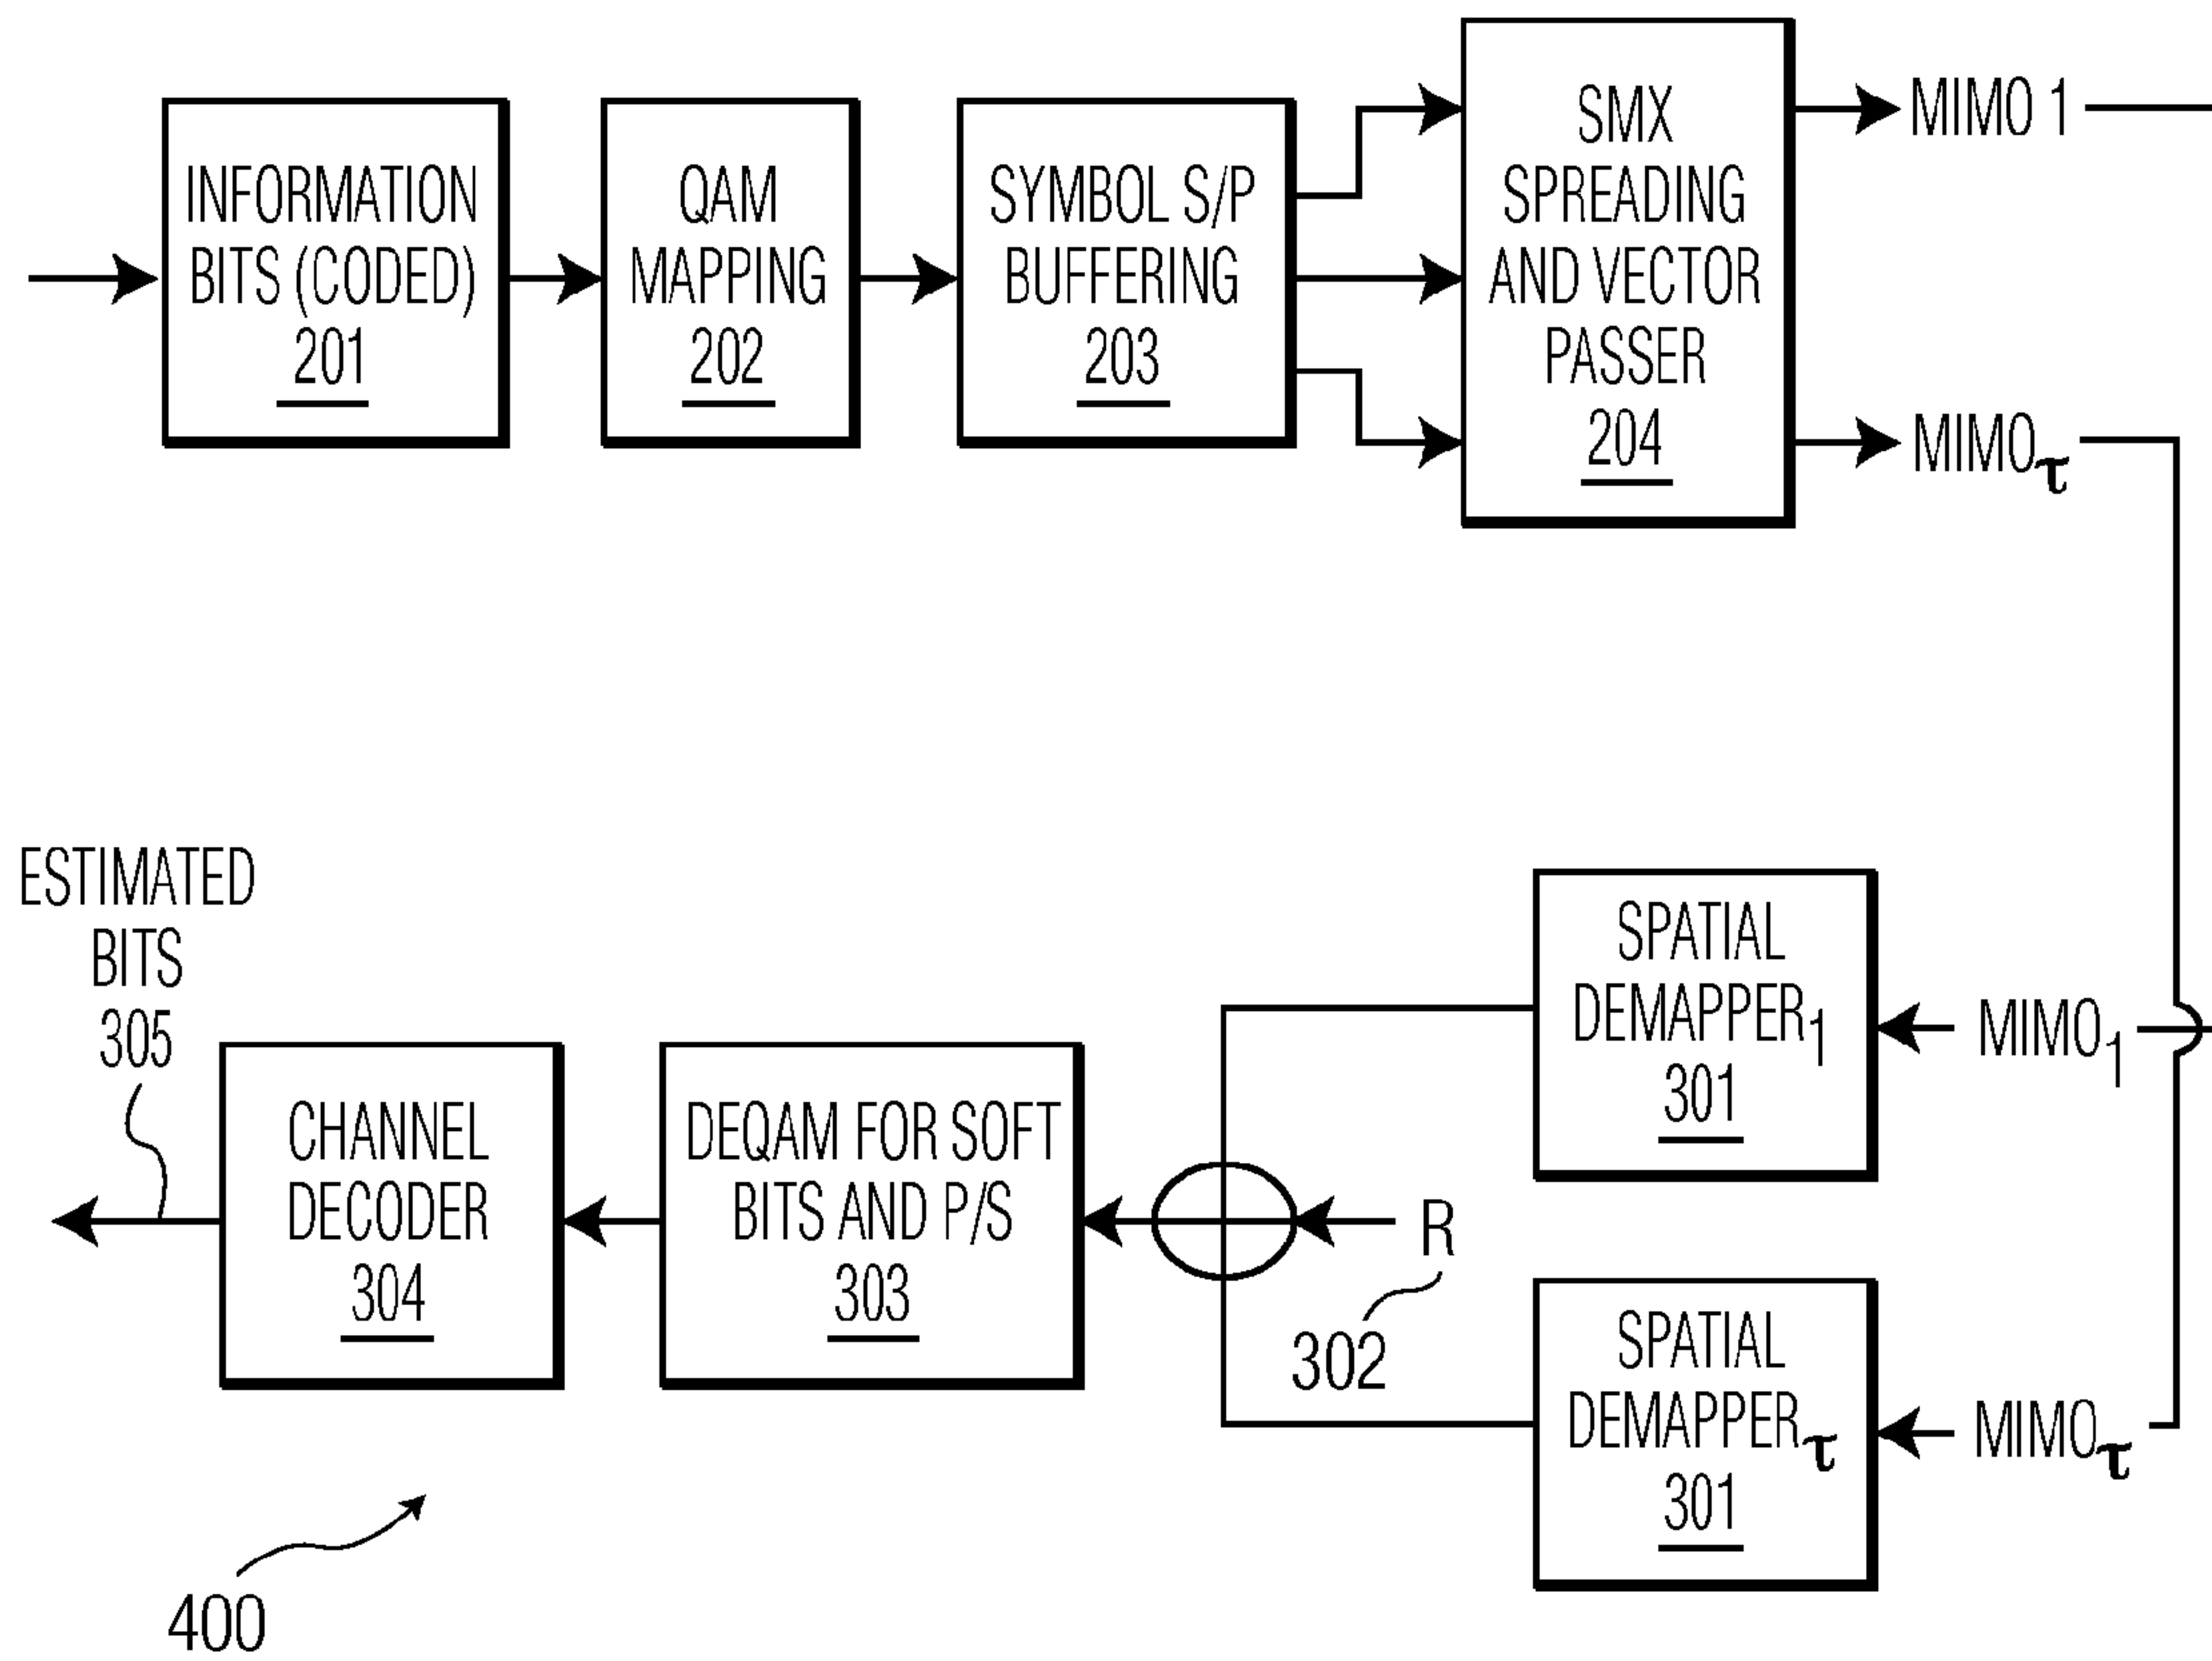 INFORMATION
BITS (CODED)
201
QAM
MAPPING
202
SYMBOL S/P
BUFFERING
203
SMX
SPREADING
AND VECTOR
PASSER
204
MIMO 1
MIMOτ
ESTIMATED
BITS
305
CHANNEL
DECODER
304
DEQAM FOR SOFT
BITS AND P/S
303
R
302
SPATIAL
DEMAPPER1
301
MIMO1
SPATIAL
DEMAPPERτ
301
MIMOτ
400